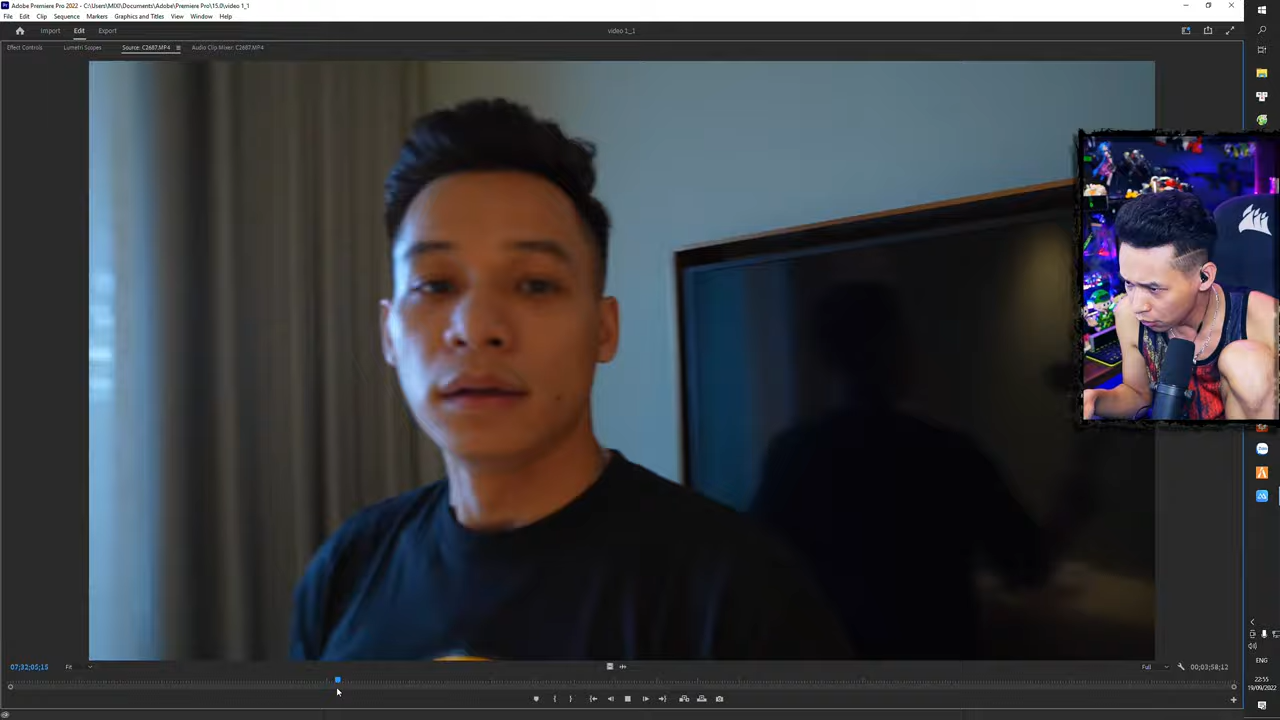 Adobe Premiere Pro 2022 - C:\Users\MIXI\Documents\Adobe\Premiere Pro\15.0\video 1_1
File Edit Clip Sequence Markers Graphics and Titles View Window Help
Import Edit Export
video 1_1
Effect Controls Lumetri Scopes Source: C2687.MP4 Audio Clip Mixer: C2687.MP4
07;32;05;15
Fit
Full
00;03;58;12
ENG
22:55
19/09/2022